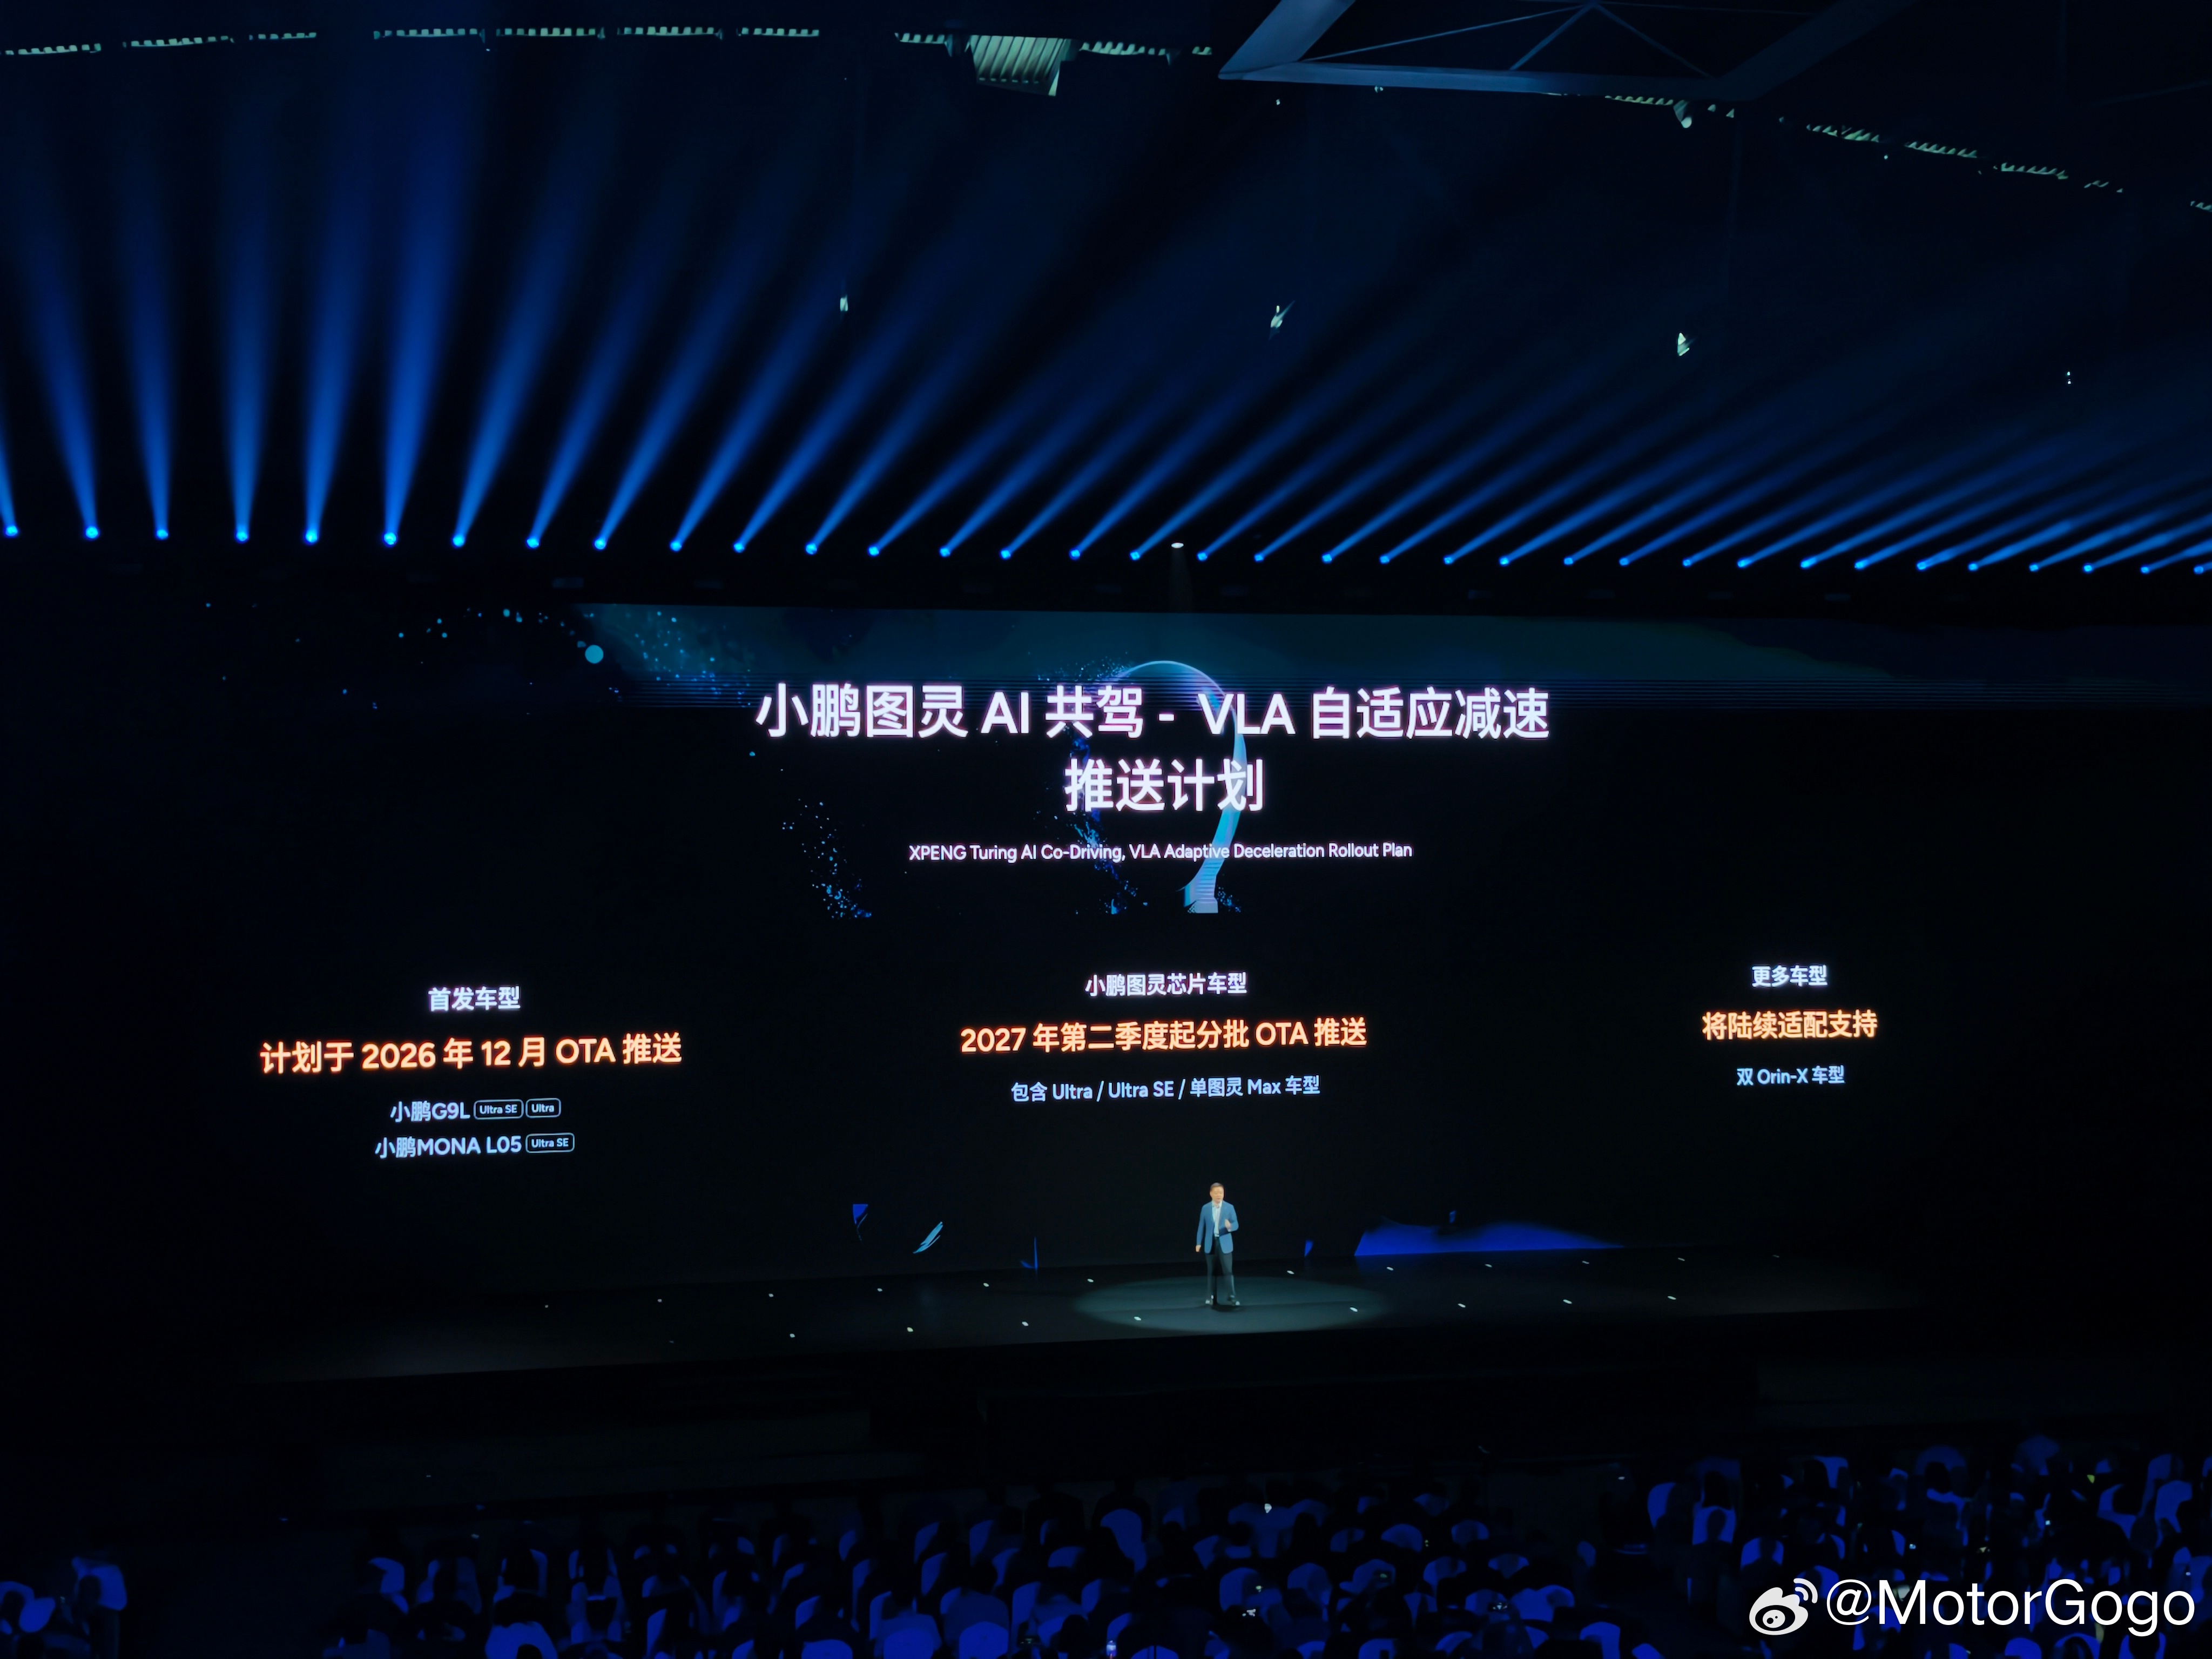 小鹏图灵 AI 共驾 - VLA 自适应减速
推送计划
XPENG Turing AI Co-Driving, VLA Adaptive Deceleration Rollout Plan
首发车型
计划于 2026 年 12 月 OTA 推送
小鹏G9L Ultra SE Ultra
小鹏MONA L05 Ultra SE
小鹏图灵芯片车型
2027 年第二季度起分批 OTA 推送
包含 Ultra / Ultra SE / 单图灵 Max 车型
更多车型
将陆续适配支持
双 Orin-X 车型
@MotorGogo